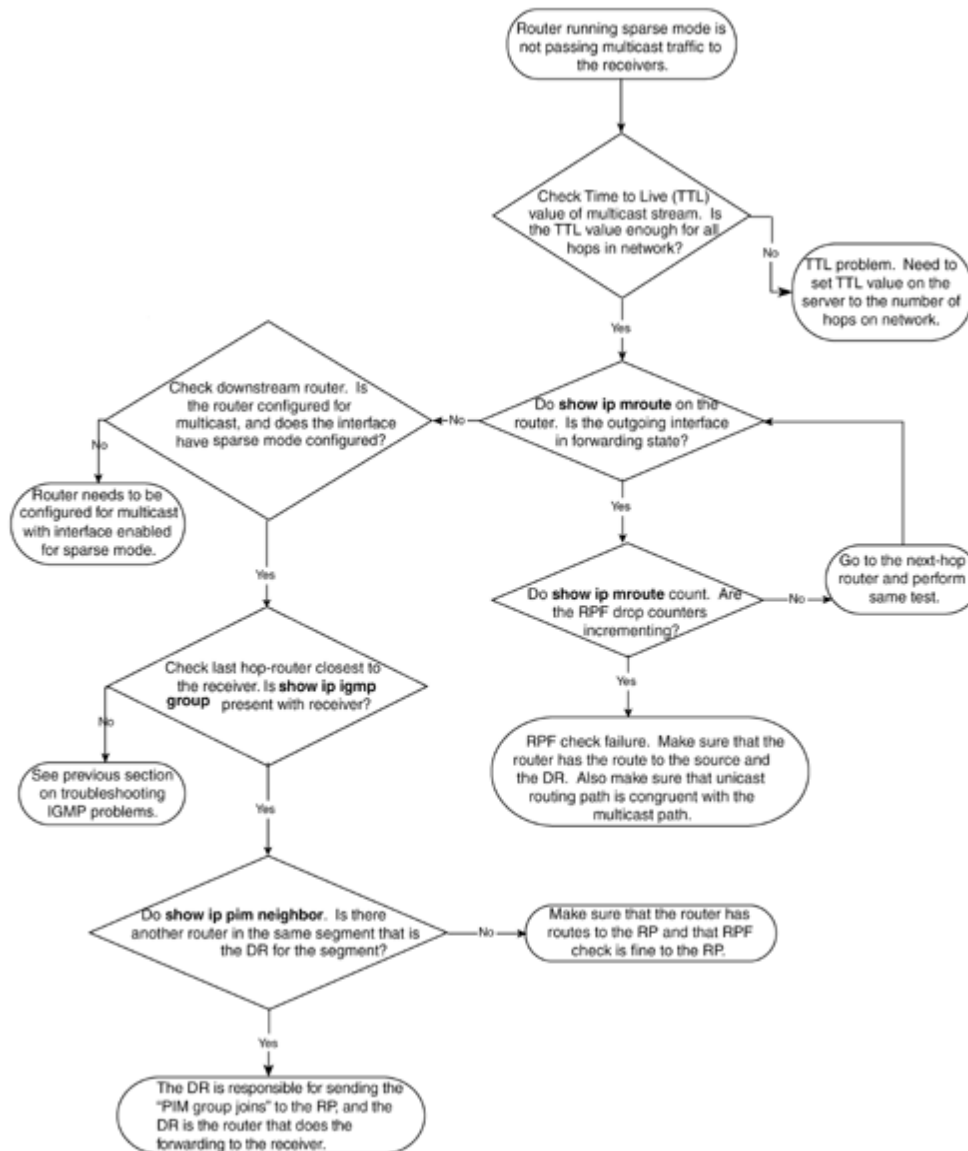 Router running sparse mode is
not passing multicast traffic to
the receivers.
Check Time to Live (TTL)
value of multicast stream. Is
the TTL value enough for all
hops in network?
No
TTL problem. Need to
set TTL value on the
server to the number of
hops on network.
Yes
Do show ip mroute on the
router. Is the outgoing interface
in forwarding state?
No
Check downstream router. Is
the router configured for
multicast, and does the interface
have sparse mode configured?
No
Router needs to be
configured for multicast
with interface enabled
for sparse mode.
Yes
Do show ip mroute count. Are
the RPF drop counters
incrementing?
No
Go to the next-hop
router and perform
same test.
Yes
RPF check failure. Make sure that the
router has the route to the source and
the DR. Also make sure that unicast
routing path is congruent with the
multicast path.
Yes
Check last hop-router closest to
the receiver. Is show ip igmp
group present with receiver?
No
See previous section
on troubleshooting
IGMP problems.
Yes
Do show ip pim neighbor. Is there
another router in the same segment that is
the DR for the segment?
No
Make sure that the router has
routes to the RP and that RPF
check is fine to the RP.
Yes
The DR is responsible for sending the
"PIM group joins" to the RP, and the
DR is the router that does the
forwarding to the receiver.